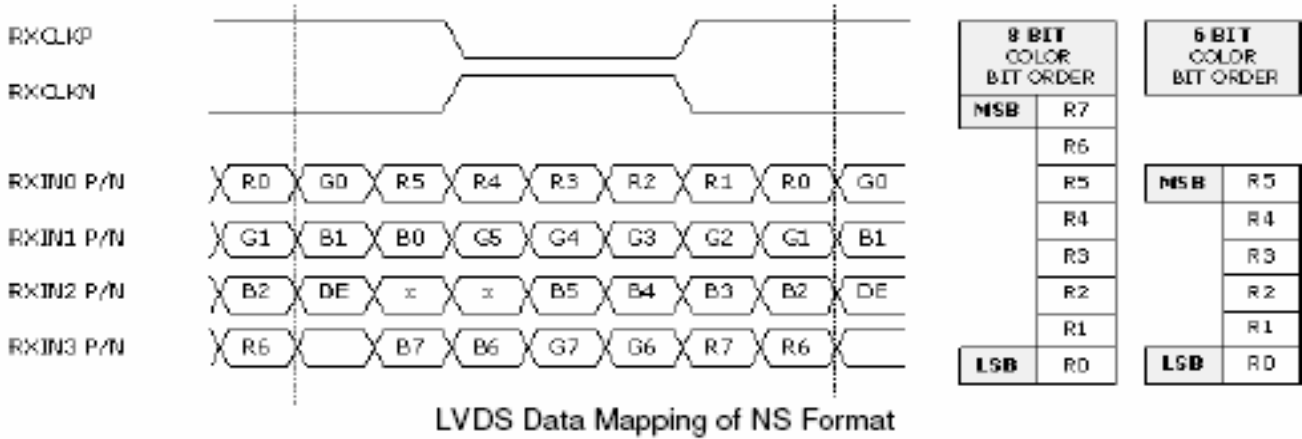 RXCLKP
RXCLKN
RXIN0 P/N R0 G0 R5 R4 R3 R2 R1 R0 G0
RXIN1 P/N G1 B1 B0 G5 G4 G3 G2 G1 B1
RXIN2 P/N B2 DE x x B5 B4 B3 B2 DE
RXIN3 P/N R6 B7 B6 G7 G6 R7 R6
8 BIT
COLOR
BIT ORDER
MSB R7
R6
R5
R4
R3
R2
R1
LSB R0
6 BIT
COLOR
BIT ORDER
MSB R5
R4
R3
R2
R1
LSB R0
LVDS Data Mapping of NS Format